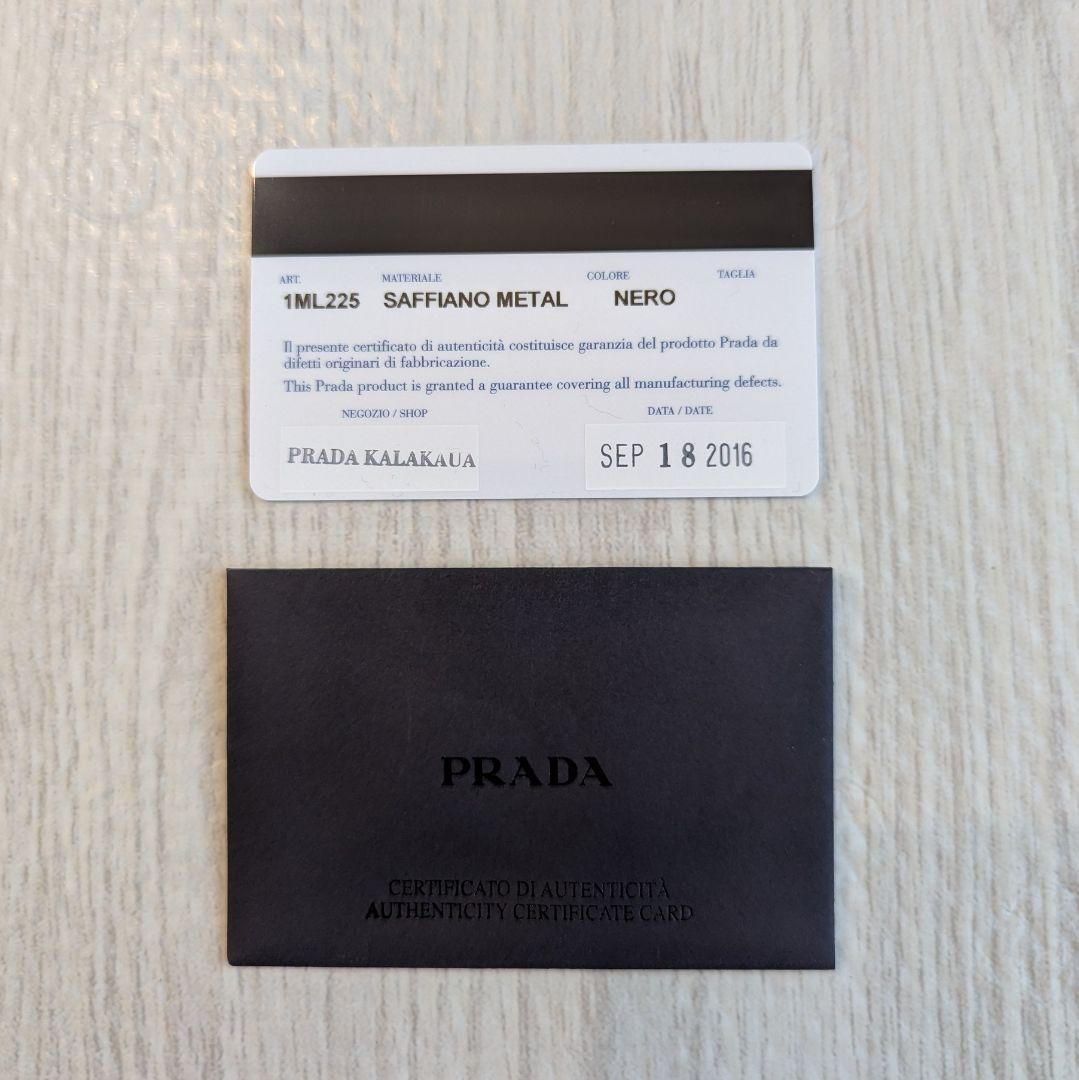 ART. MATERIALE COLORE TAGLIA
1ML225 SAFFIANO METAL NERO
Il presente certificato di autenticità costituisce garanzia del prodotto Prada da
difetti originari di fabbricazione.
This Prada product is granted a guarantee covering all manufacturing defects.
NEGOZIO / SHOP DATA / DATE
PRADA KALAKAUA SEP 18 2016
PRADA
CERTIFICATO DI AUTENTICITÀ
AUTHENTICITY CERTIFICATE CARD